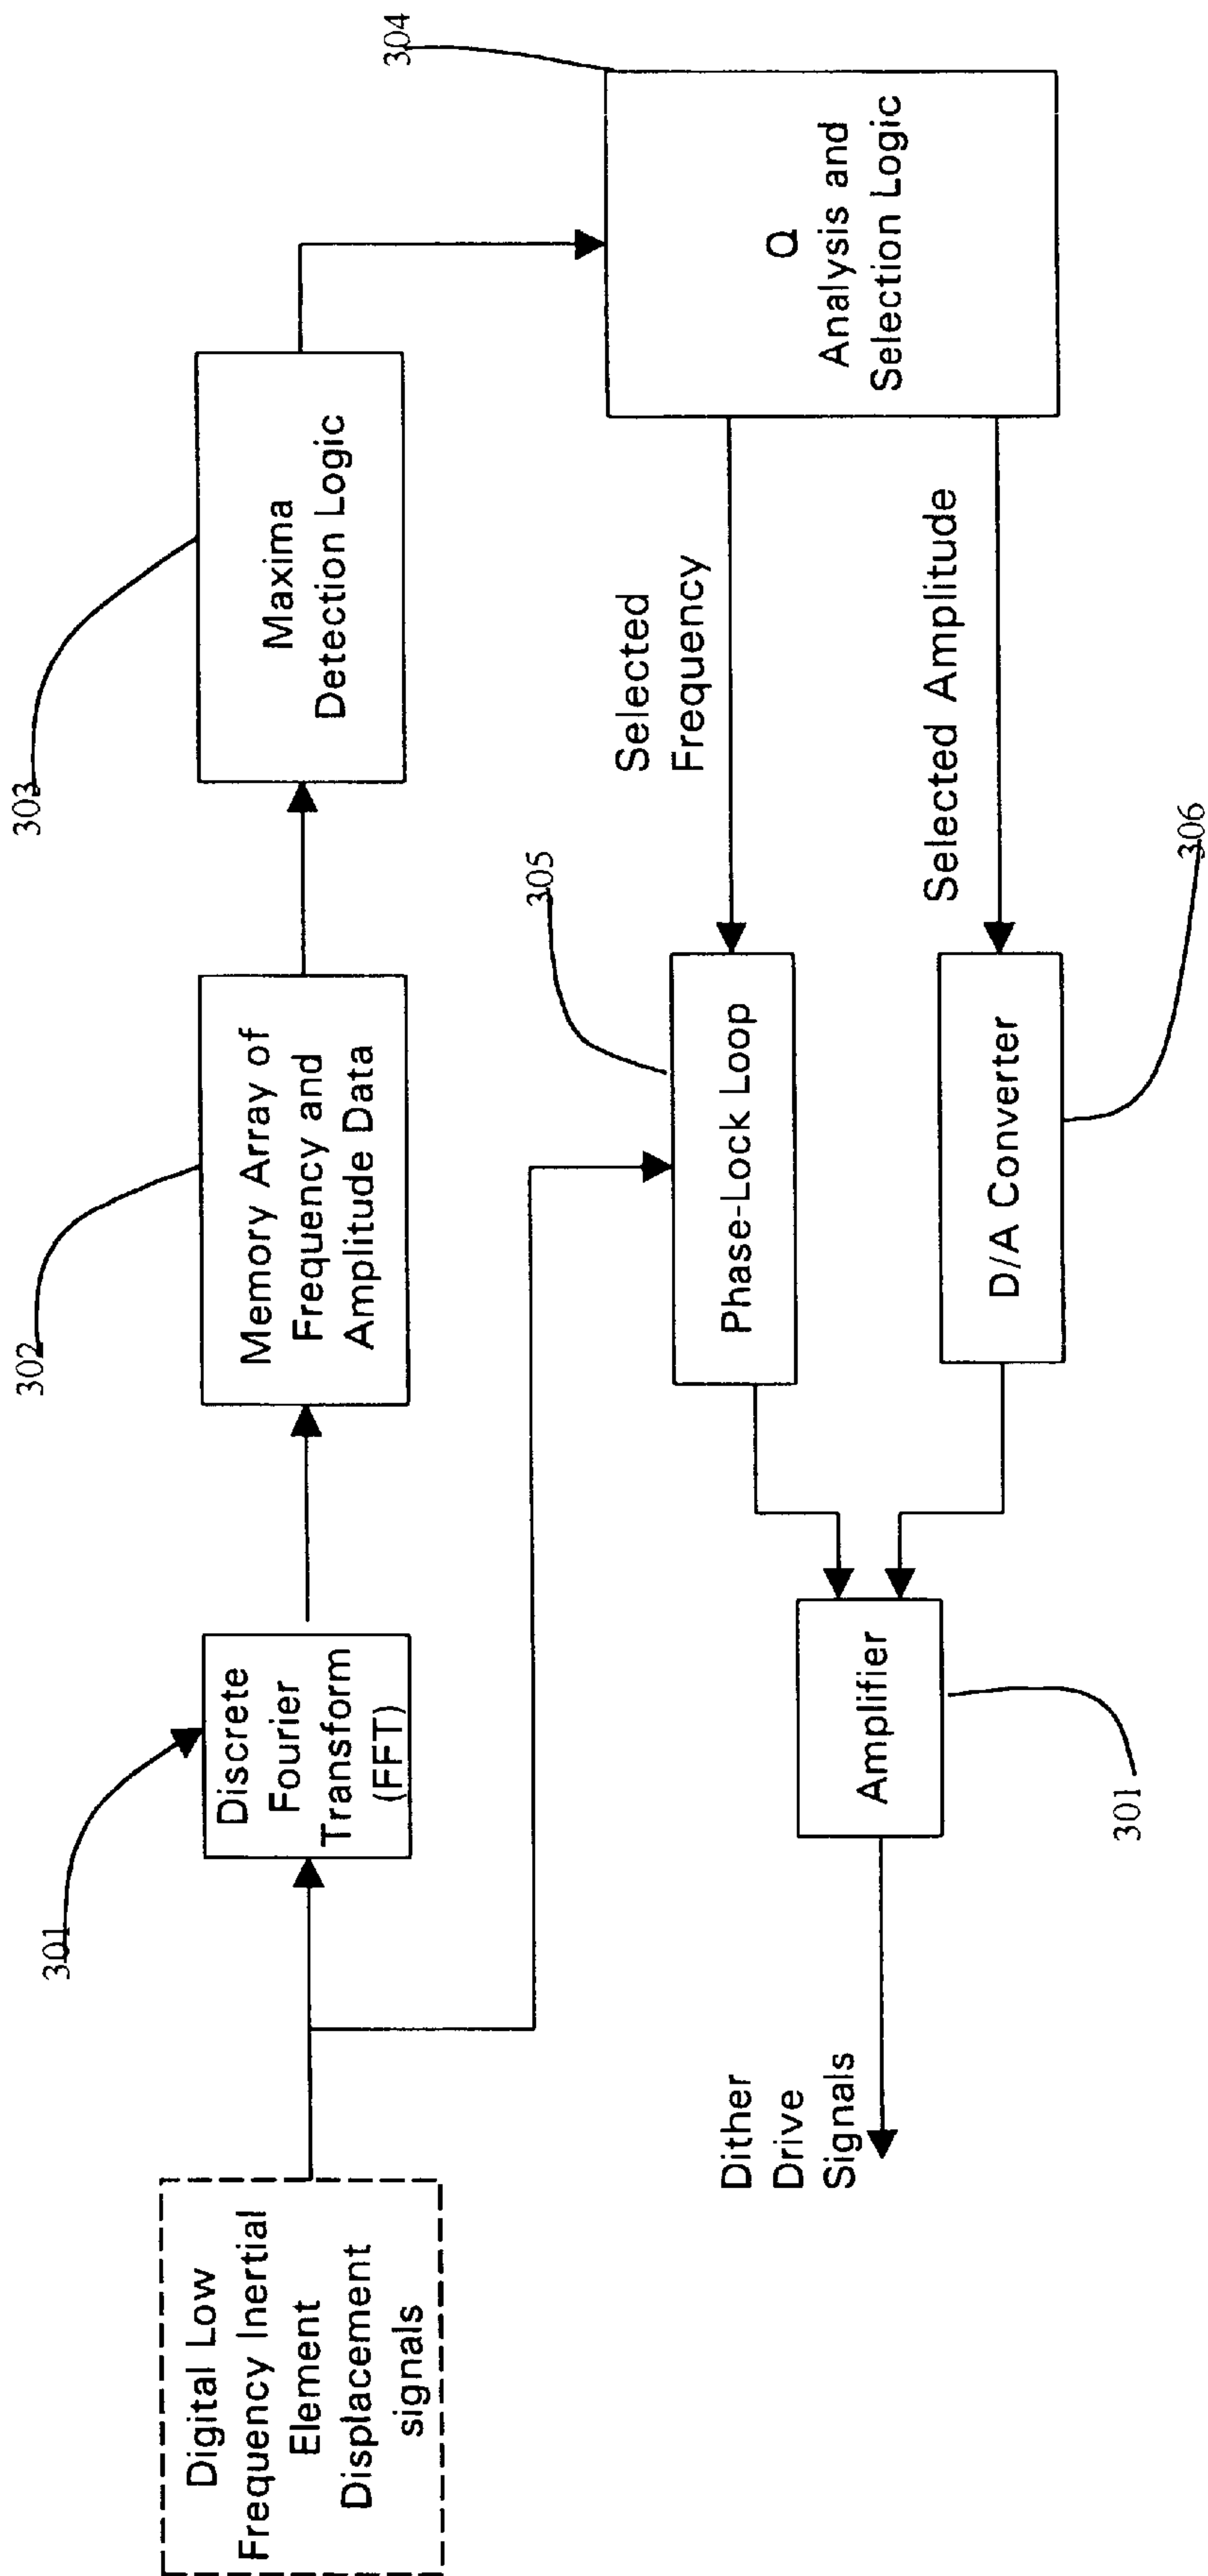 Digital Low
Frequency Inertial
Element
Displacement
signals
301
Discrete
Fourier
Transform
(FFT)
302
Memory Array of
Frequency and
Amplitude Data
303
Maxima
Detection Logic
304
Q
Analysis and
Selection Logic
Selected
Frequency
Selected Amplitude
305
Phase-Lock Loop
306
D/A Converter
Amplifier
301
Dither
Drive
Signals